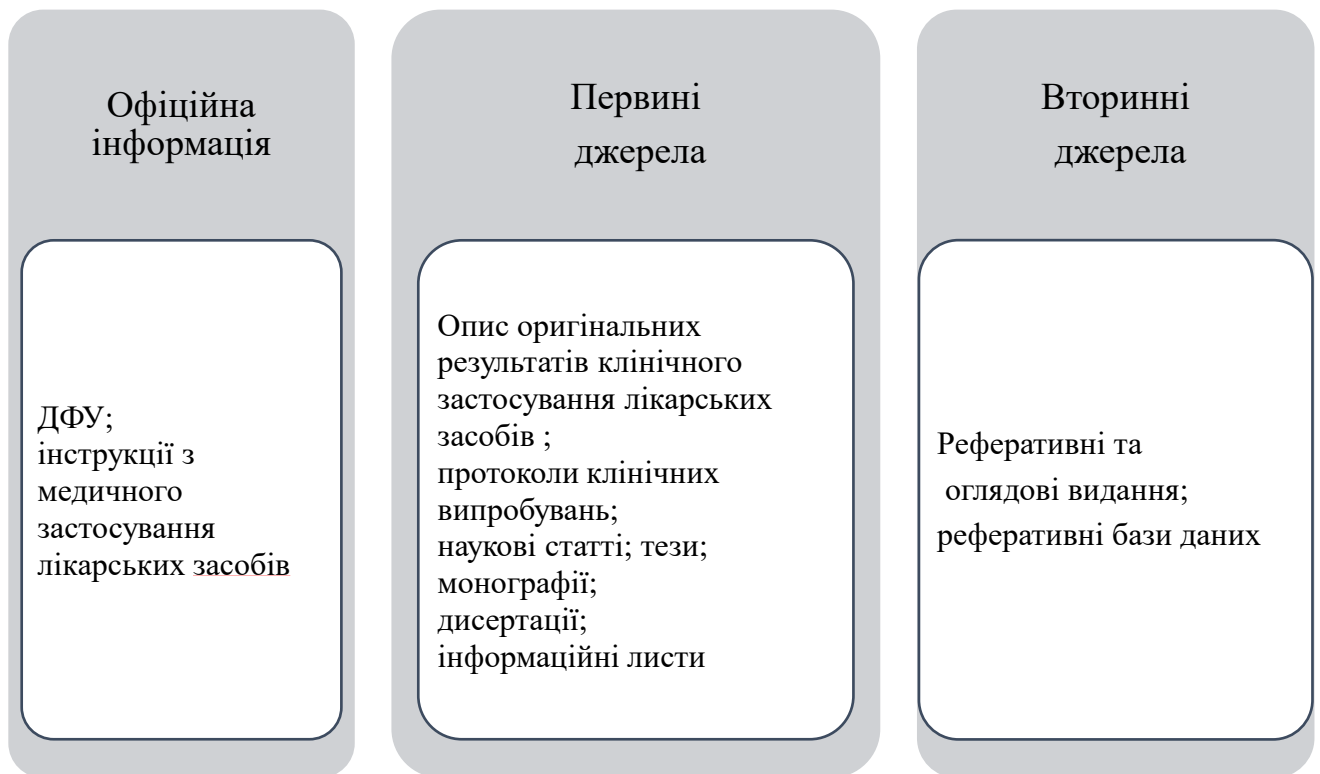 Офіційна
інформація
ДФУ;
інструкції з
медичного
застосування
лікарських засобів
Первині
джерела
Опис оригінальних
результатів клінічного
застосування лікарських
засобів ;
протоколи клінічних
випробувань;
наукові статті; тези;
монографії;
дисертації;
інформаційні листи
Вторинні
джерела
Реферативні та
оглядові видання;
реферативні бази даних